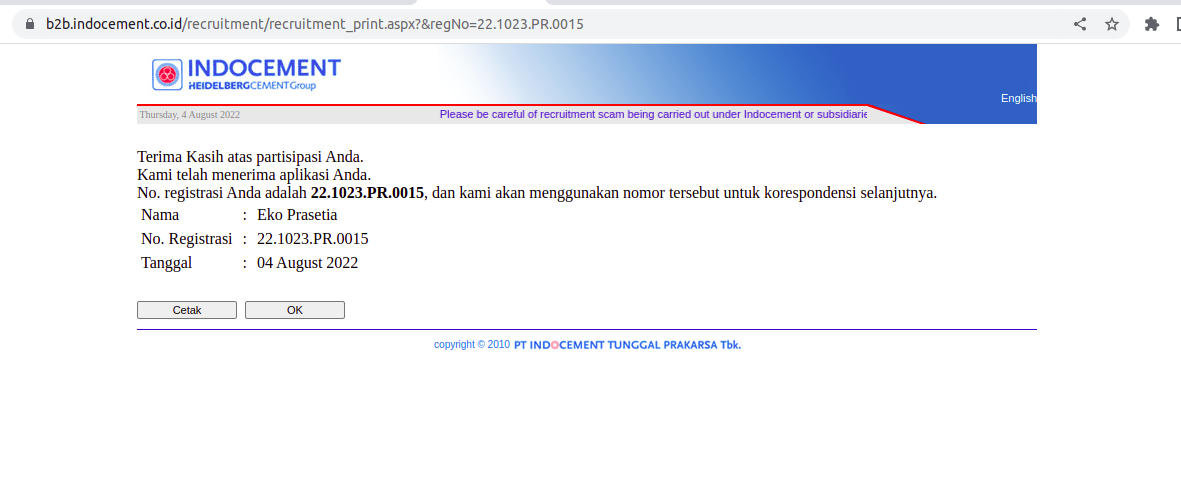 b2b.indocement.co.id/recruitment/recruitment_print.aspx?&regNo=22.1023.PR.0015
INDOCEMENT
HEIDELBERGCEMENTGroup
English
Thursday, 4 August 2022 Please be careful of recruitment scam being carried out under Indocement or subsidiarie
Terima Kasih atas partisipasi Anda.
Kami telah menerima aplikasi Anda.
No. registrasi Anda adalah 22.1023.PR.0015, dan kami akan menggunakan nomor tersebut untuk korespondensi selanjutnya.
Nama : Eko Prasetia
No. Registrasi : 22.1023.PR.0015
Tanggal : 04 August 2022
Cetak OK
copyright © 2010 PT INDOCEMENT TUNGGAL PRAKARSA Tbk.